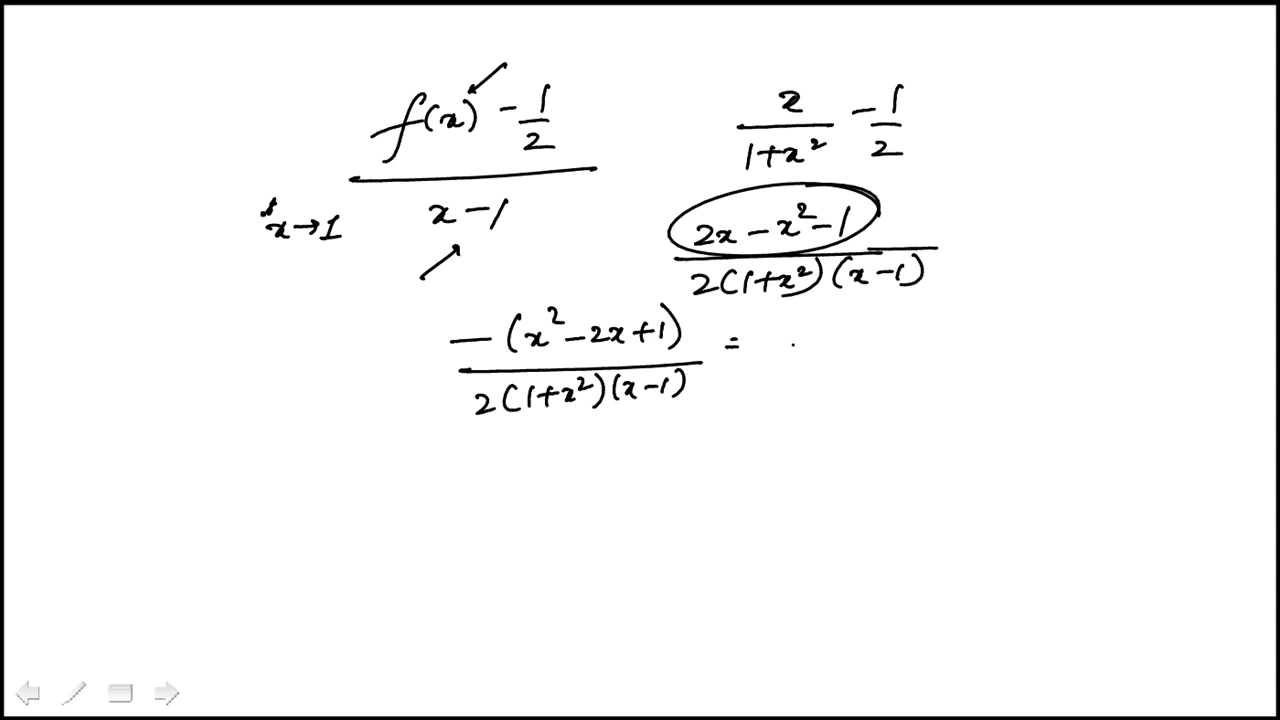 (f(x) - 1/2) / (x - 1)
x → 1
x/(1+x²) - 1/2
(2x - x² - 1) / (2(1+x²)(x-1))
-(x² - 2x + 1) / (2(1+x²)(x-1)) =